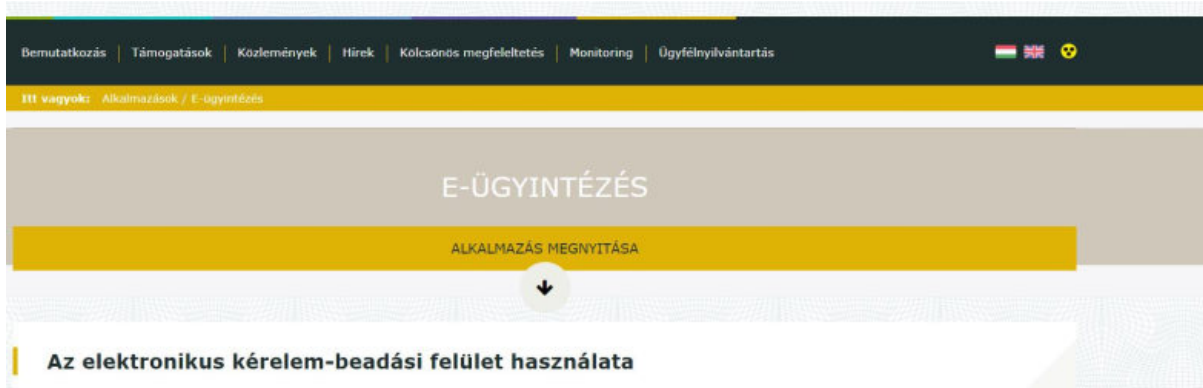 Bemutatkozás | Támogatások | Közlemények | Hírek | Kölcsönös megfeleltetés | Monitoring | Ügyfélnyilvántartás
Itt vagyok: Alkalmazások / E-ügyintézés
E-ÜGYINTÉZÉS
ALKALMAZÁS MEGNYITÁSA
Az elektronikus kérelem-beadási felület használata